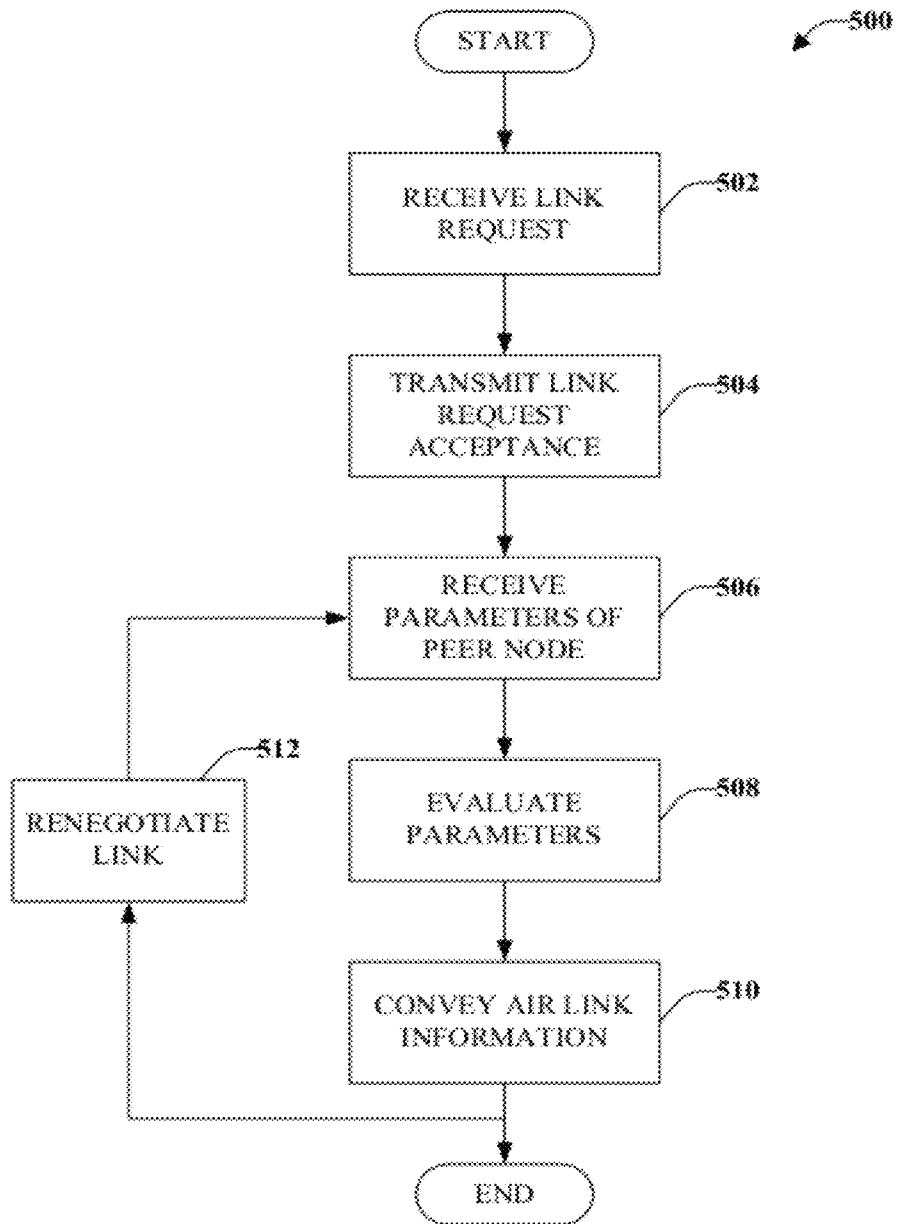 START
500
RECEIVE LINK
REQUEST
502
TRANSMIT LINK
REQUEST
ACCEPTANCE
504
RECEIVE
PARAMETERS OF
PEER NODE
506
512
RENEGOTIATE
LINK
EVALUATE
PARAMETERS
508
CONVEY AIR LINK
INFORMATION
510
END